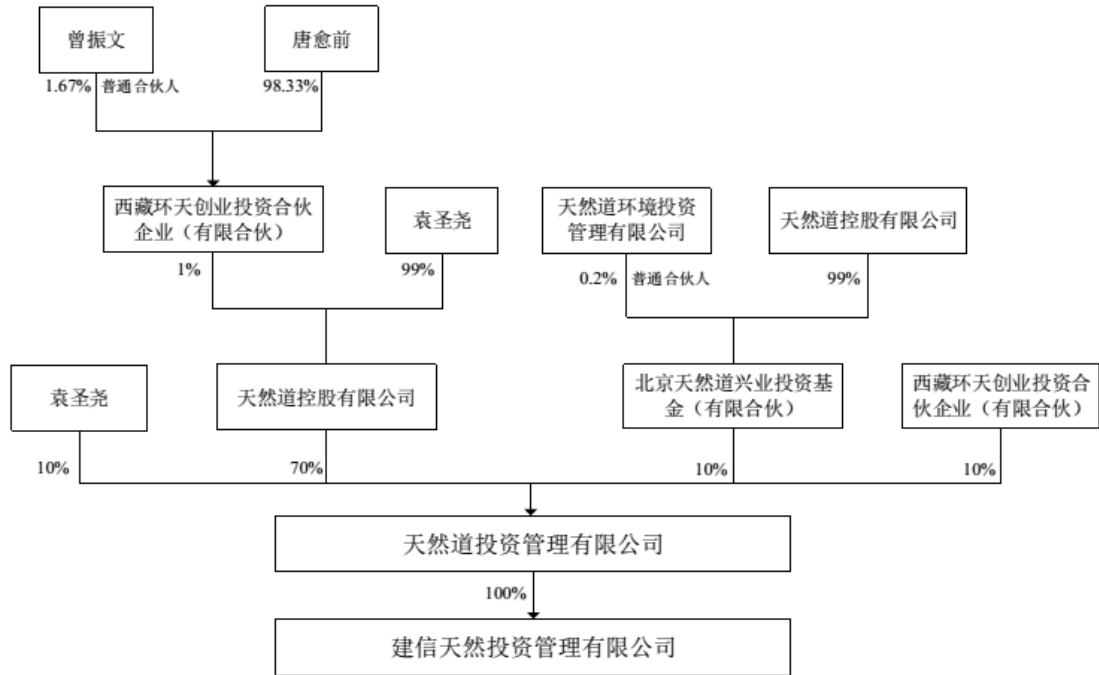 曾振文
唐愈前
1.67%
普通合伙人
98.33%
西藏环天创业投资合伙
企业（有限合伙）
袁圣尧
天然道环境投资
管理有限公司
天然道控股有限公司
1%
99%
0.2%
普通合伙人
99%
袁圣尧
天然道控股有限公司
北京天然道兴业投资基
金（有限合伙）
西藏环天创业投资合
伙企业（有限合伙）
10%
70%
10%
10%
天然道投资管理有限公司
100%
建信天然投资管理有限公司